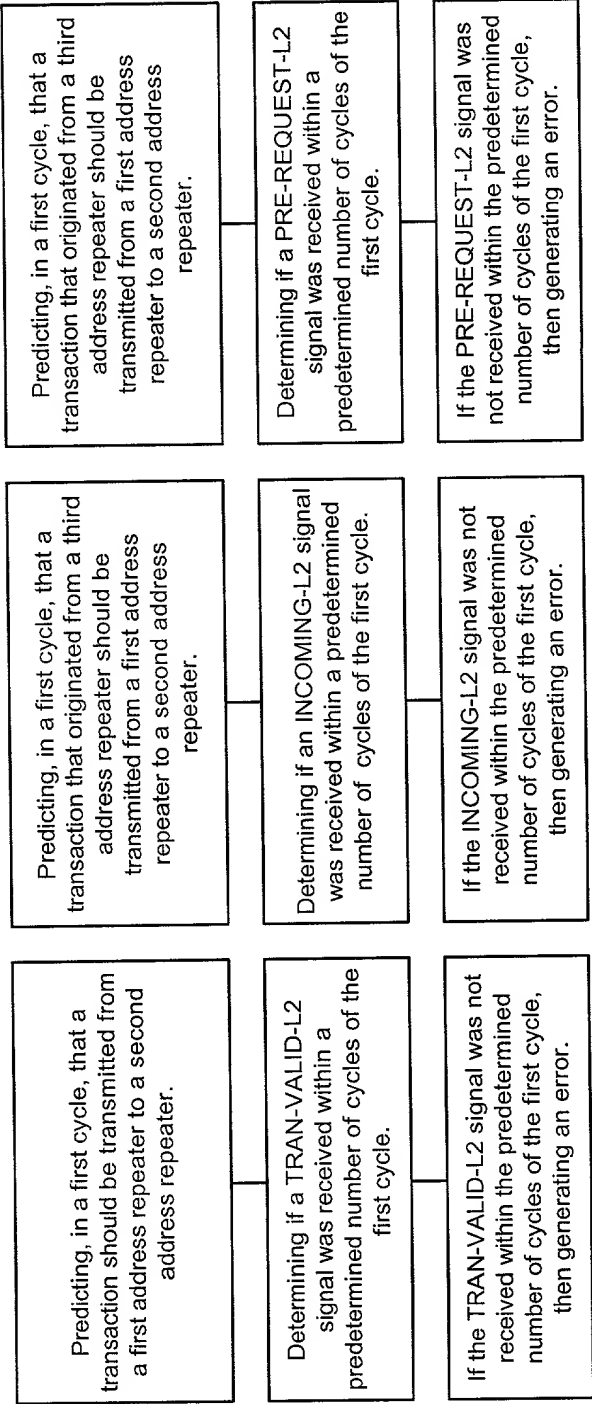 Predicting, in a first cycle, that a
transaction should be transmitted from
a first address repeater to a second
address repeater.
Determining if a TRAN-VALID-L2
signal was received within a
predetermined number of cycles of the
first cycle.
If the TRAN-VALID-L2 signal was not
received within the predetermined
number of cycles of the first cycle,
then generating an error.
Predicting, in a first cycle, that a
transaction that originated from a third
address repeater should be
transmitted from a first address
repeater to a second address
repeater.
Determining if an INCOMING-L2 signal
was received within a predetermined
number of cycles of the first cycle.
If the INCOMING-L2 signal was not
received within the predetermined
number of cycles of the first cycle,
then generating an error.
Predicting, in a first cycle, that a
transaction that originated from a third
address repeater should be
transmitted from a first address
repeater to a second address
repeater.
Determining if a PRE-REQUEST-L2
signal was received within a
predetermined number of cycles of the
first cycle.
If the PRE-REQUEST-L2 signal was
not received within the predetermined
number of cycles of the first cycle,
then generating an error.